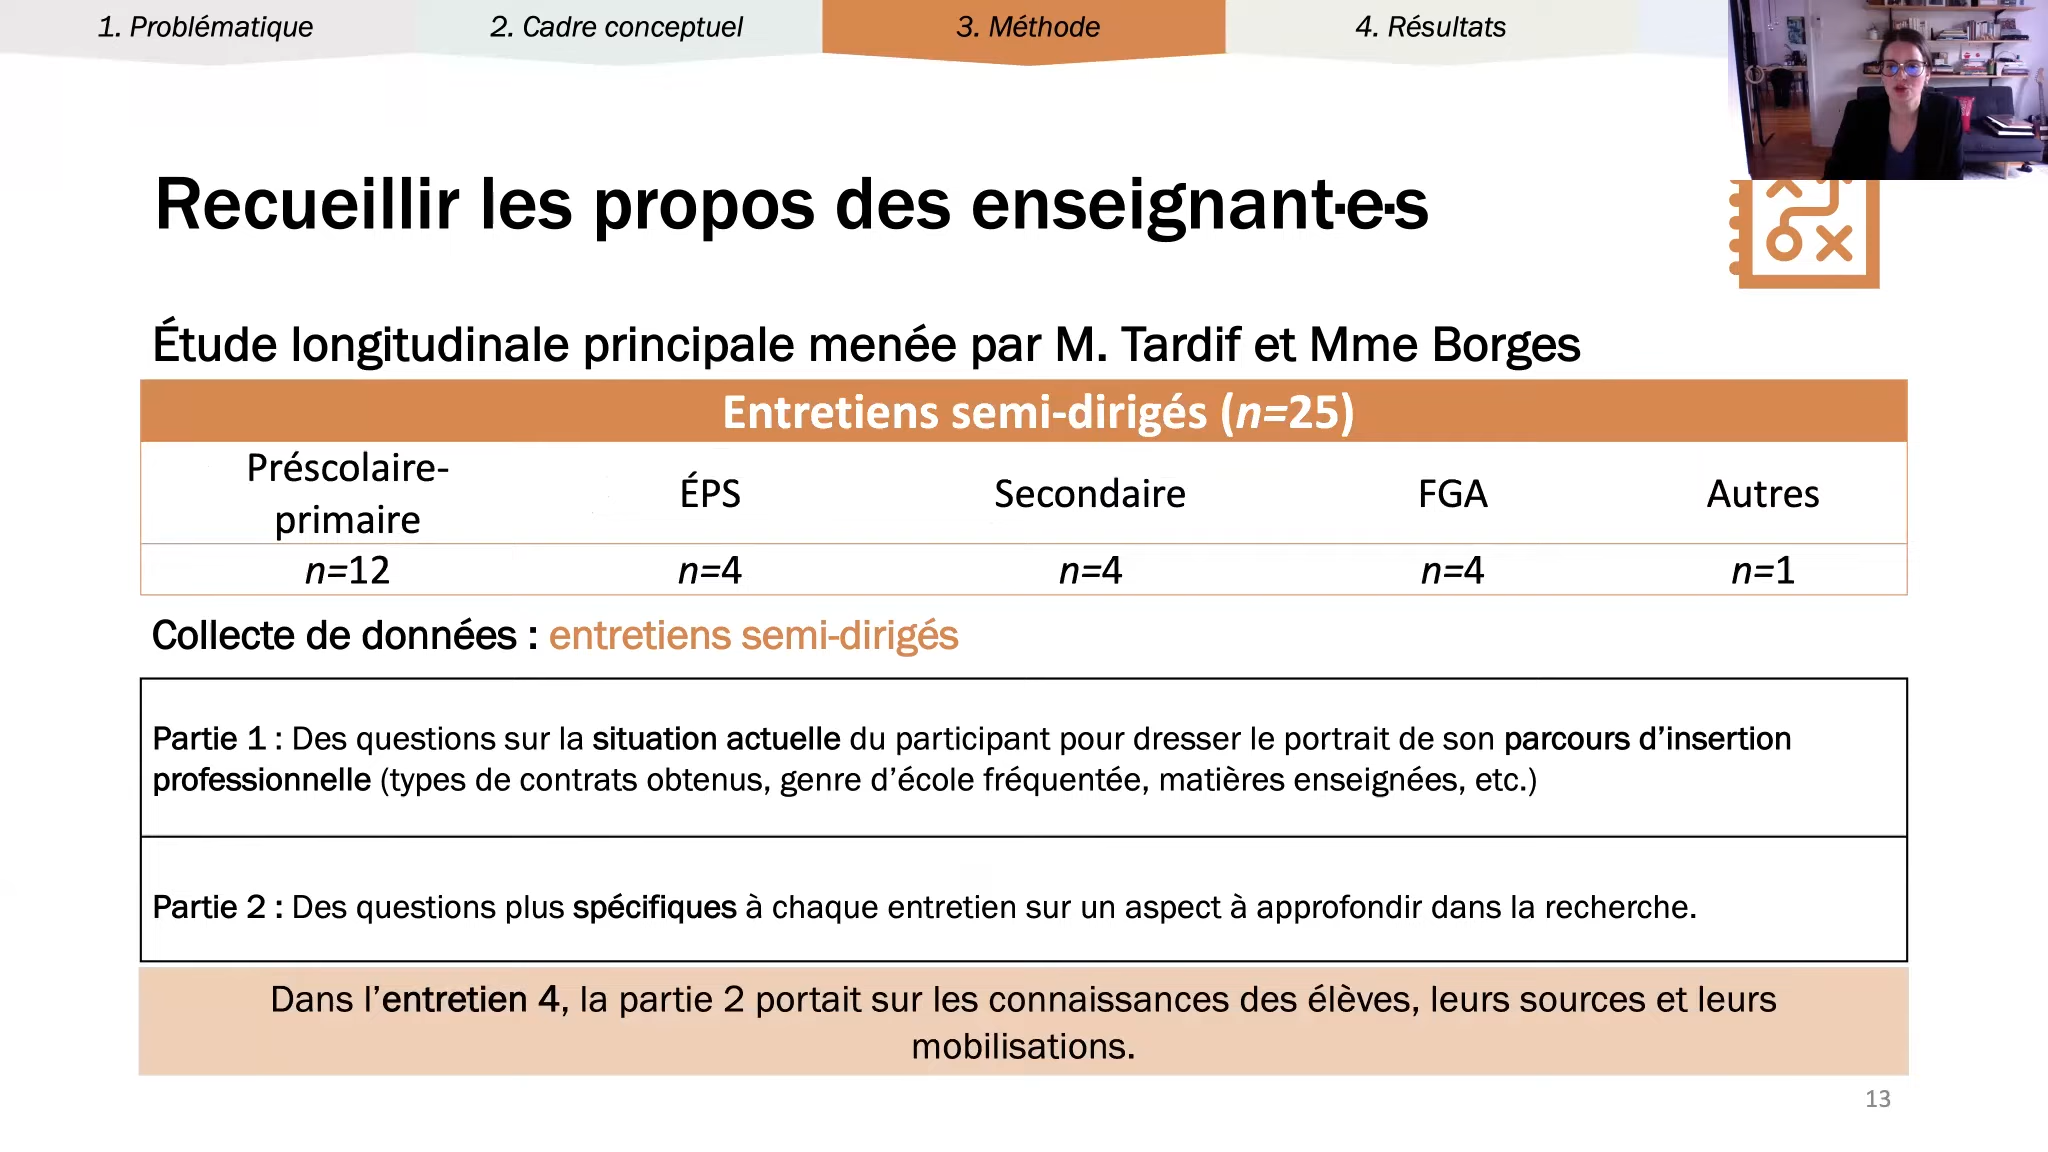 1. Problématique
2. Cadre conceptuel
3. Méthode
4. Résultats
Recueillir les propos des enseignant·e·s
Étude longitudinale principale menée par M. Tardif et Mme Borges
Entretiens semi-dirigés (n=25)
Préscolaire-
primaire
ÉPS
Secondaire
FGA
Autres
n=12
n=4
n=4
n=4
n=1
Collecte de données : entretiens semi-dirigés
Partie 1 : Des questions sur la situation actuelle du participant pour dresser le portrait de son parcours d’insertion
professionnelle (types de contrats obtenus, genre d’école fréquentée, matières enseignées, etc.)
Partie 2 : Des questions plus spécifiques à chaque entretien sur un aspect à approfondir dans la recherche.
Dans l’entretien 4, la partie 2 portait sur les connaissances des élèves, leurs sources et leurs
mobilisations.
13